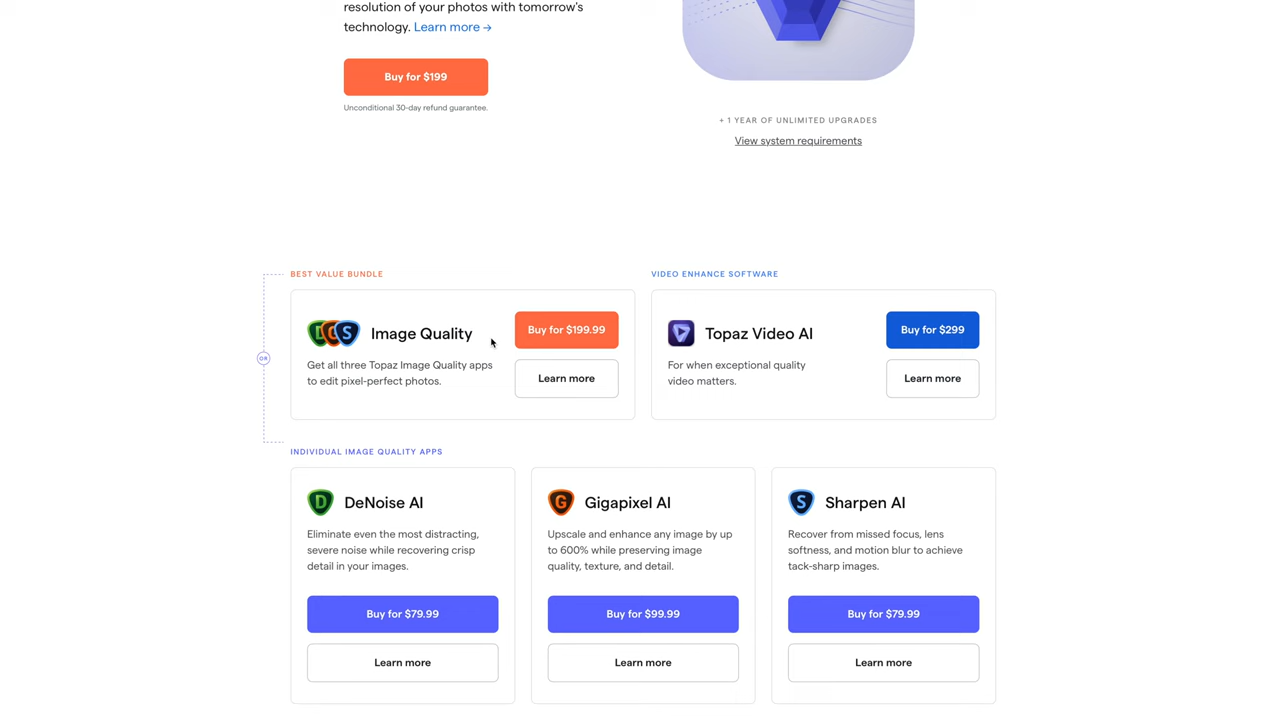 resolution of your photos with tomorrow's
technology. Learn more →
Buy for $199
Unconditional 30-day refund guarantee.
+ 1 YEAR OF UNLIMITED UPGRADES
View system requirements
OR
BEST VALUE BUNDLE
D G S Image Quality
Get all three Topaz Image Quality apps
to edit pixel-perfect photos.
Buy for $199.99
Learn more
VIDEO ENHANCE SOFTWARE
Topaz Video AI
For when exceptional quality
video matters.
Buy for $299
Learn more
INDIVIDUAL IMAGE QUALITY APPS
D DeNoise AI
Eliminate even the most distracting,
severe noise while recovering crisp
detail in your images.
Buy for $79.99
Learn more
G Gigapixel AI
Upscale and enhance any image by up
to 600% while preserving image
quality, texture, and detail.
Buy for $99.99
Learn more
S Sharpen AI
Recover from missed focus, lens
softness, and motion blur to achieve
tack-sharp images.
Buy for $79.99
Learn more